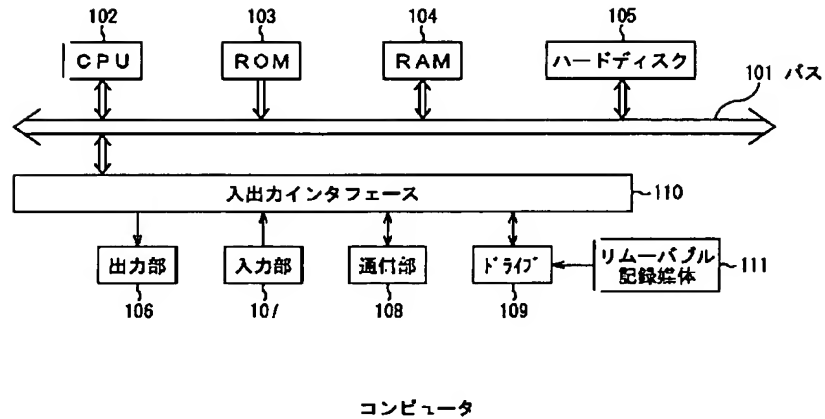 102
103
104
105
CPU
ROM
RAM
ハードディスク
101 バス
入出力インタフェース
110
出力部
入力部
通付部
ドライブ
リムーバブル
記録媒体
111
106
107
108
109
コンピュータ